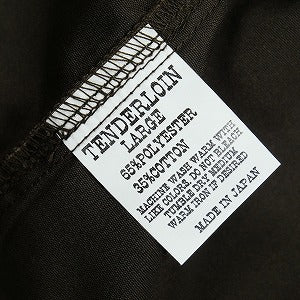 TENDERLOIN
LARGE
65%POLYESTER
35%COTTON
MACHINE WASH WARM WITH
LIKE COLORS. DO NOT BLEACH
TUMBLE DRY MEDIUM.
WARM IRON IF DESIRED
MADE IN JAPAN